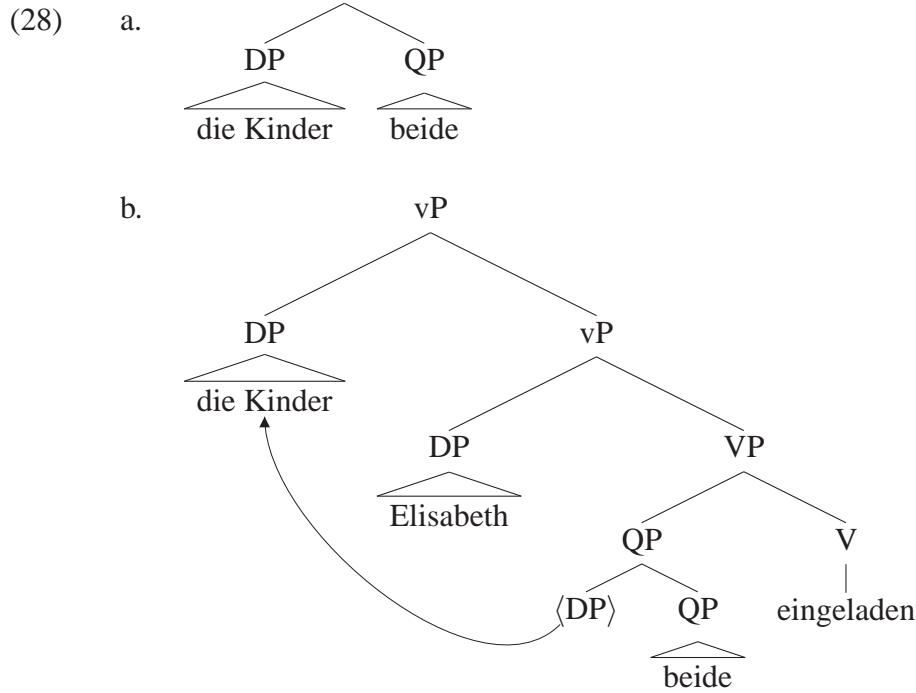 (28) a.
DP QP
die Kinder beide
b. vP
DP vP
die Kinder
DP VP
Elisabeth
QP V
⟨DP⟩ QP eingeladen
beide